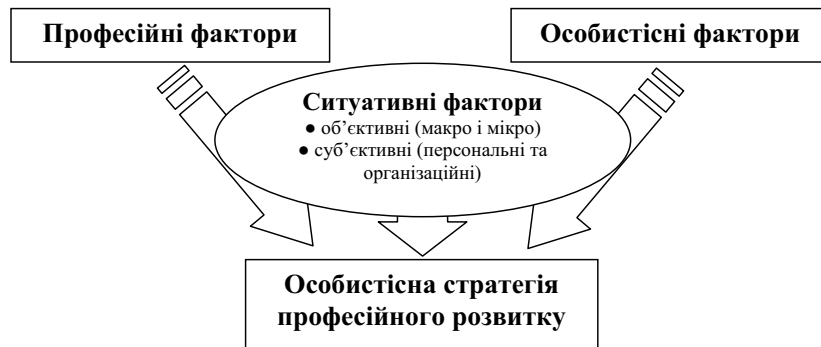 Професійні фактори
Особистісні фактори
Ситуативні фактори
● об’єктивні (макро і мікро)
● суб’єктивні (персональні та
організаційні)
Особистісна стратегія
професійного розвитку